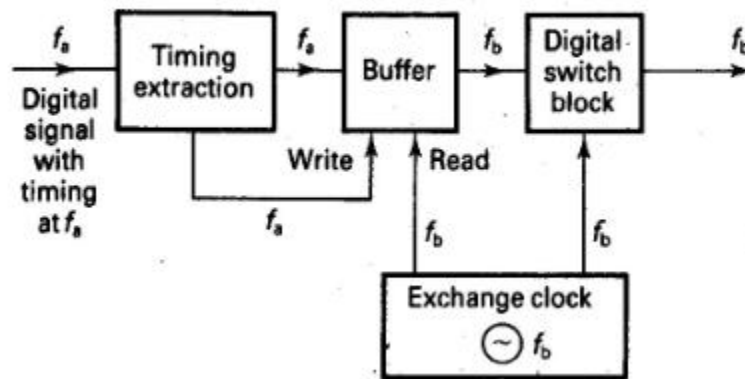 fa
Timing
extraction
fa
Buffer
fb
Digital
switch
block
fb
Digital
signal
with
timing
at fa
Write
Read
fa
fb
fb
Exchange clock
~ fb